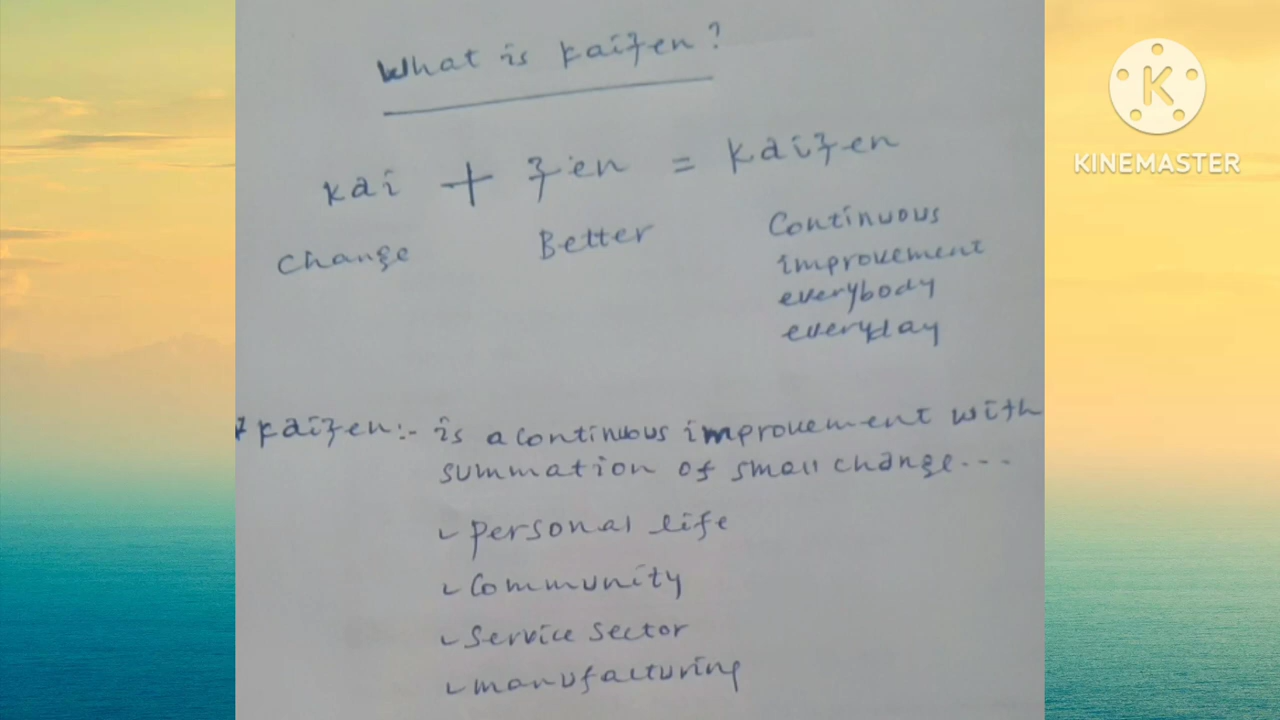 What is kaizen?
kai + zen = kaizen
Change Better Continuous
improvement
everybody
everyday
* kaizen:- is a continuous improvement with
summation of small change...
✓ personal life
✓ Community
✓ Service Sector
✓ manufacturing
K
KINEMASTER